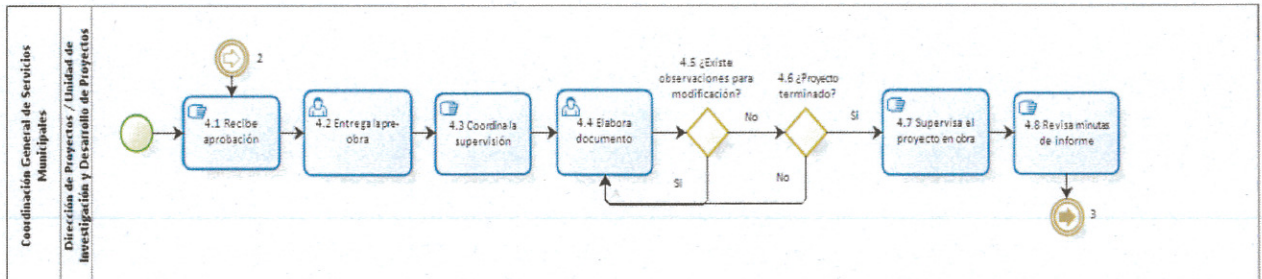 Coordinación General de Servicios
Municipales
Dirección de Proyectos / Unidad de
Investigación y Desarrollo de Proyectos
2
4.1 Recibe
aprobación
4.2 Entrega la pre-
obra
4.3 Coordina la
supervisión
4.4 Elabora
documento
4.5 ¿Existe
observaciones para
modificación?
No
Si
4.6 ¿Proyecto
terminado?
Sí
No
4.7 Supervisa el
proyecto en obra
4.8 Revisa minutas
de informe
3